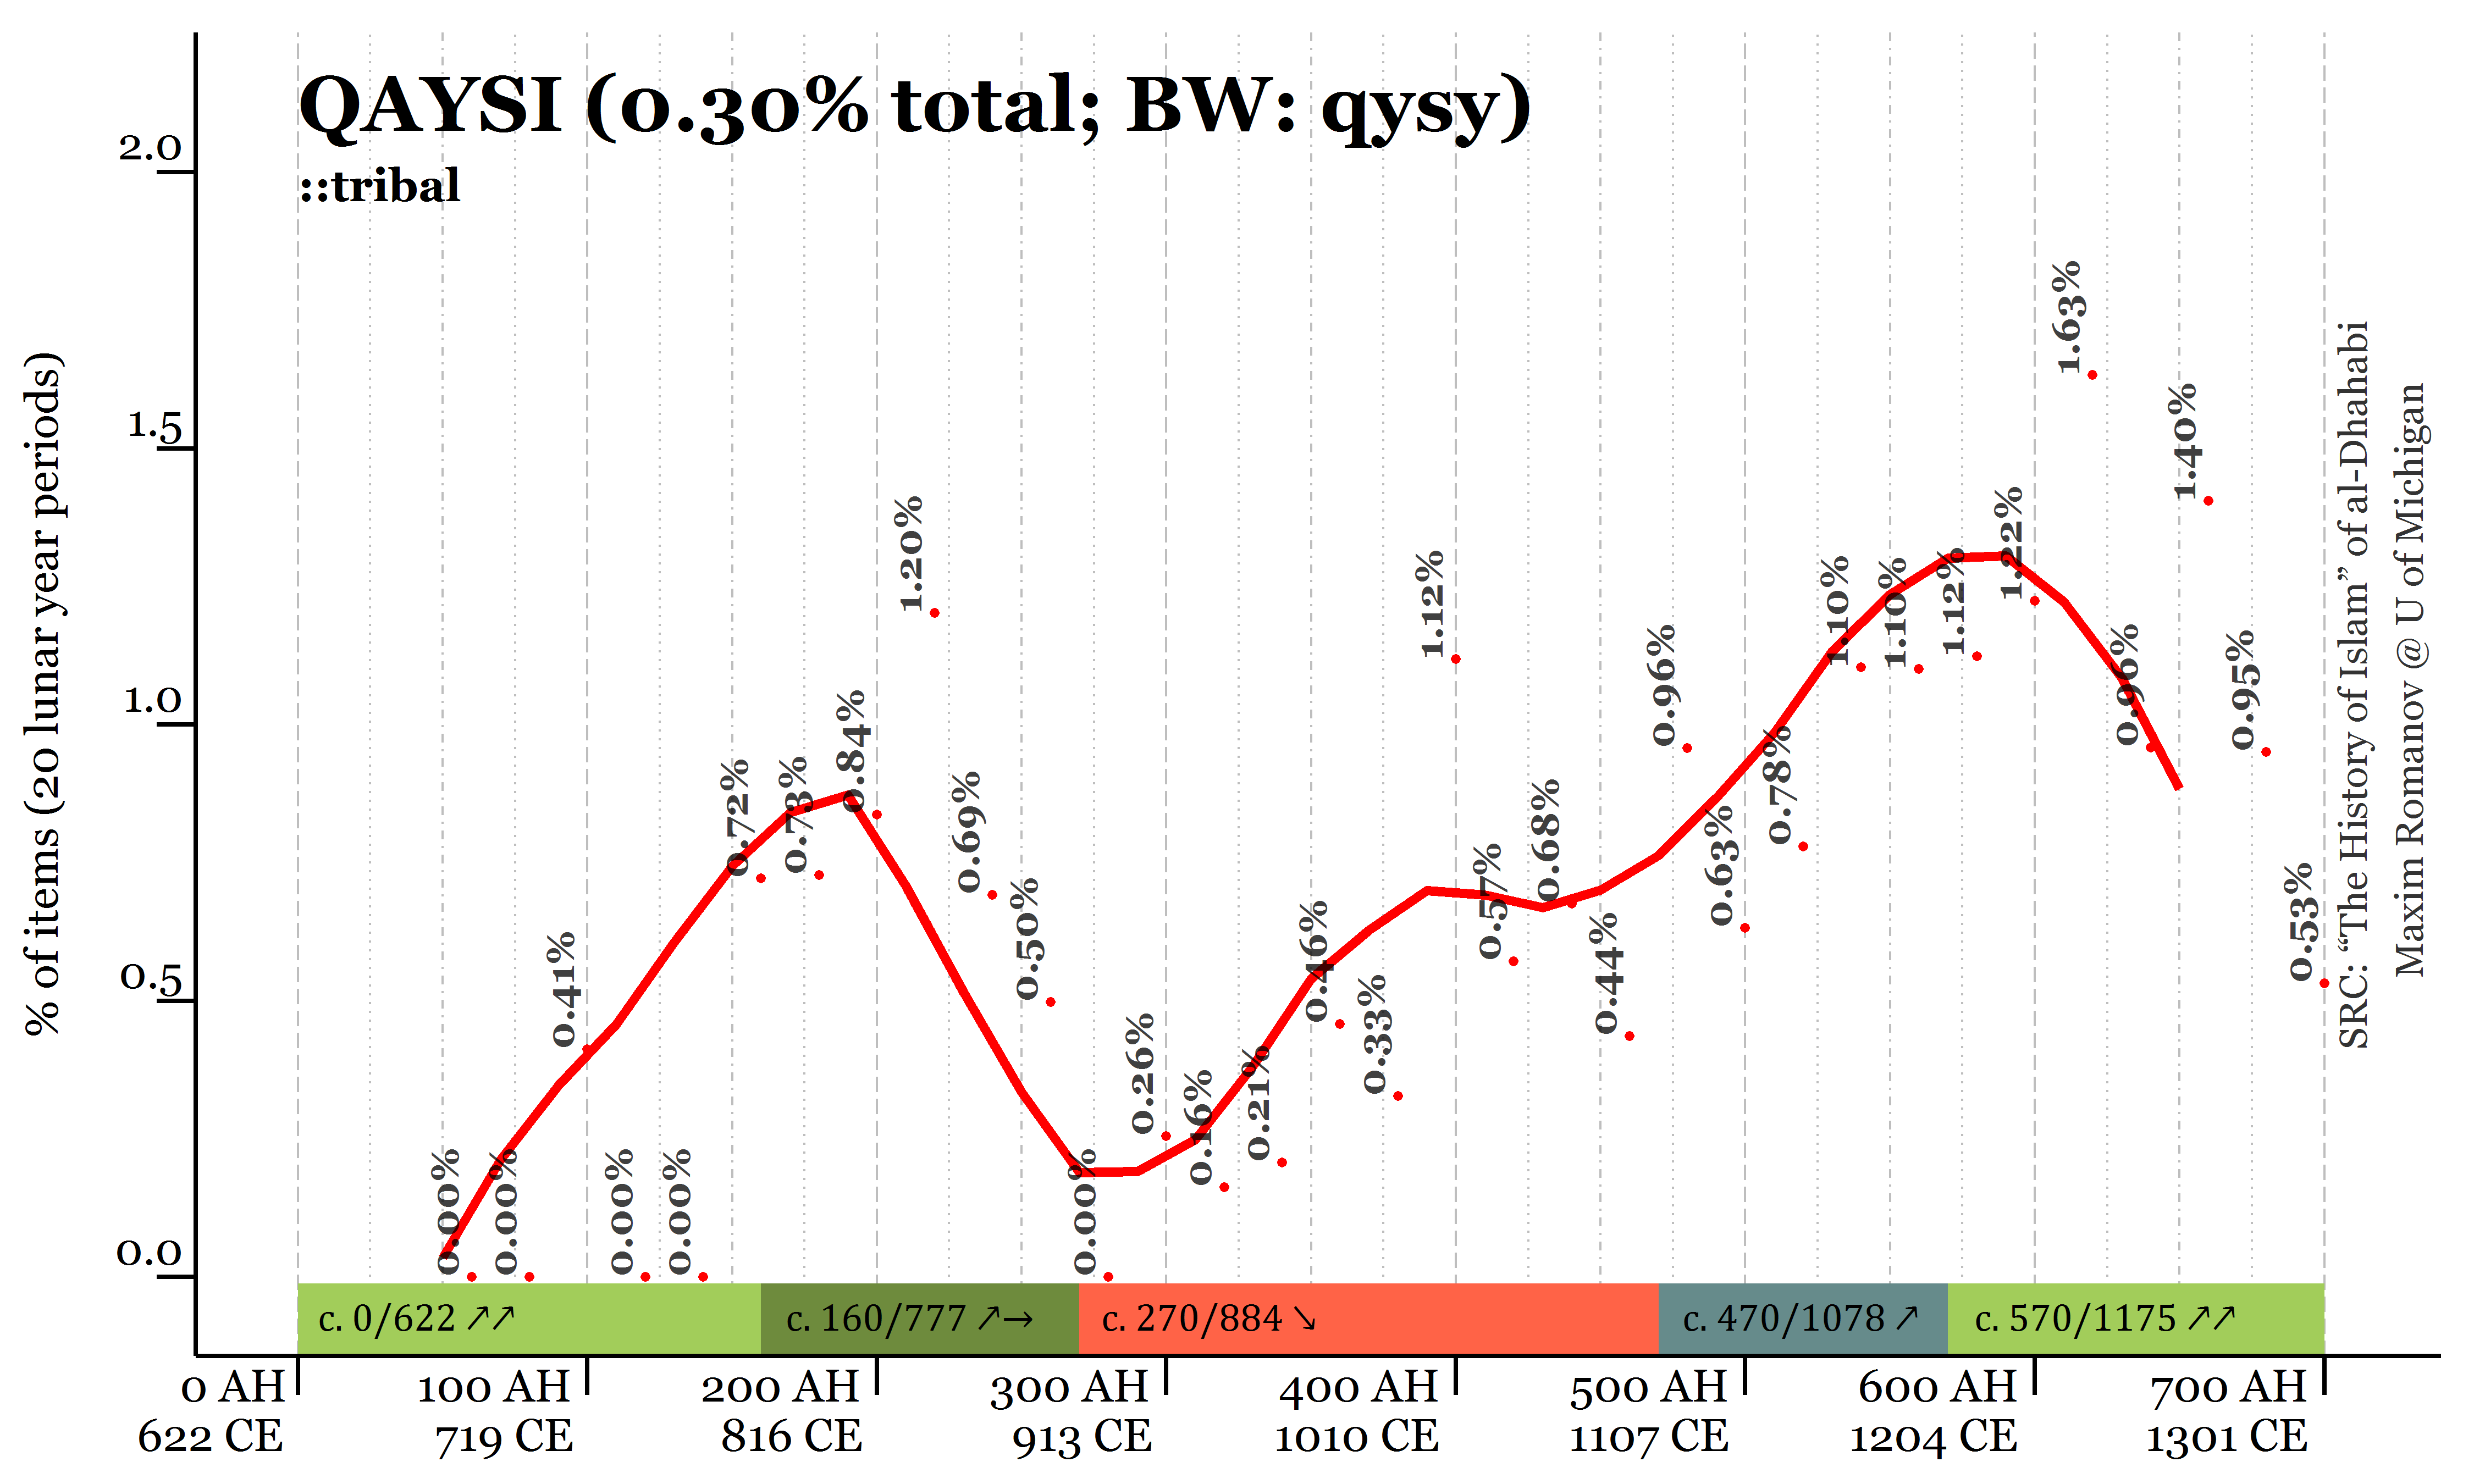 QAYSI (0.30% total; BW: qysy)
::tribal
% of items (20 lunar year periods)
2.0
1.5
1.0
0.5
0.0
0.00%
0.00%
0.41%
0.00%
0.00%
0.72%
0.73%
0.84%
1.20%
0.69%
0.50%
0.00%
0.26%
0.16%
0.21%
0.46%
0.33%
1.12%
0.57%
0.68%
0.44%
0.96%
0.63%
0.78%
1.10%
1.10%
1.12%
1.22%
1.63%
0.96%
1.40%
0.95%
0.53%
SRC: “The History of Islam” of al-Dhahabi
Maxim Romanov @ U of Michigan
c. 0/622 ↗↗
c. 160/777 ↗→
c. 270/884 ↘
c. 470/1078 ↗
c. 570/1175 ↗↗
0 AH
622 CE
100 AH
719 CE
200 AH
816 CE
300 AH
913 CE
400 AH
1010 CE
500 AH
1107 CE
600 AH
1204 CE
700 AH
1301 CE